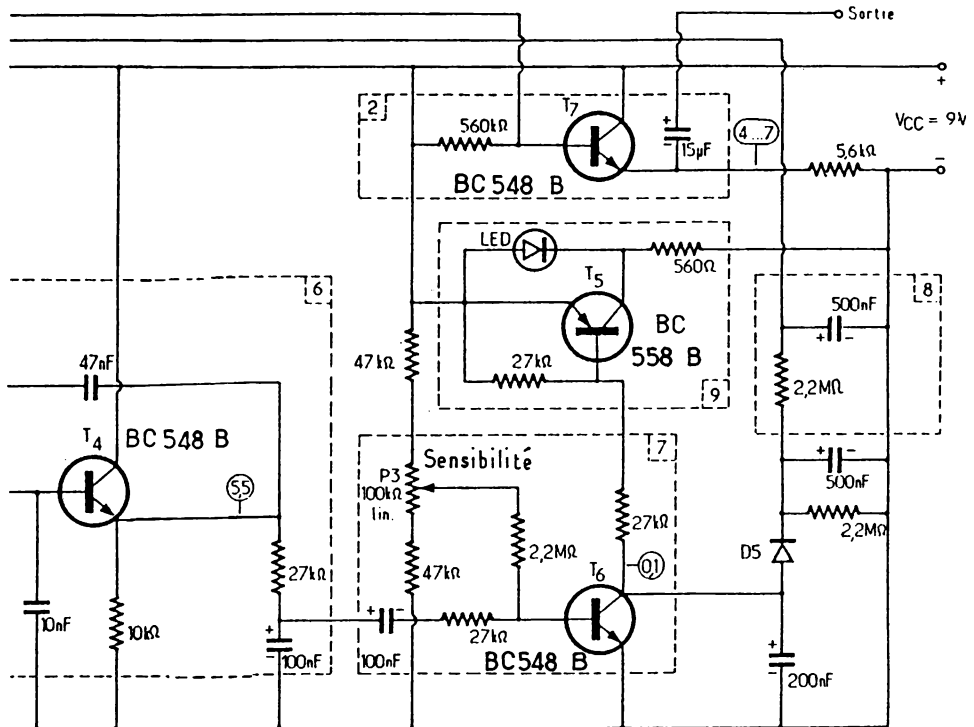 Sortie
+
VCC = 9V
−
2
T7
560kΩ
BC 548 B
+
−
15µF
4...7
5,6kΩ
LED
560Ω
T5
BC
558 B
27kΩ
9
6
8
500nF
+ −
2,2MΩ
47nF
47kΩ
T4
BC 548 B
5,5
Sensibilité
7
P3
100kΩ
lin.
+ −
500nF
2,2MΩ
27kΩ
2,2MΩ
27kΩ
D5
10nF
10kΩ
+
−
100nF
47kΩ
T6
0,1
+ −
100nF
27kΩ
BC548 B
+
−
200nF